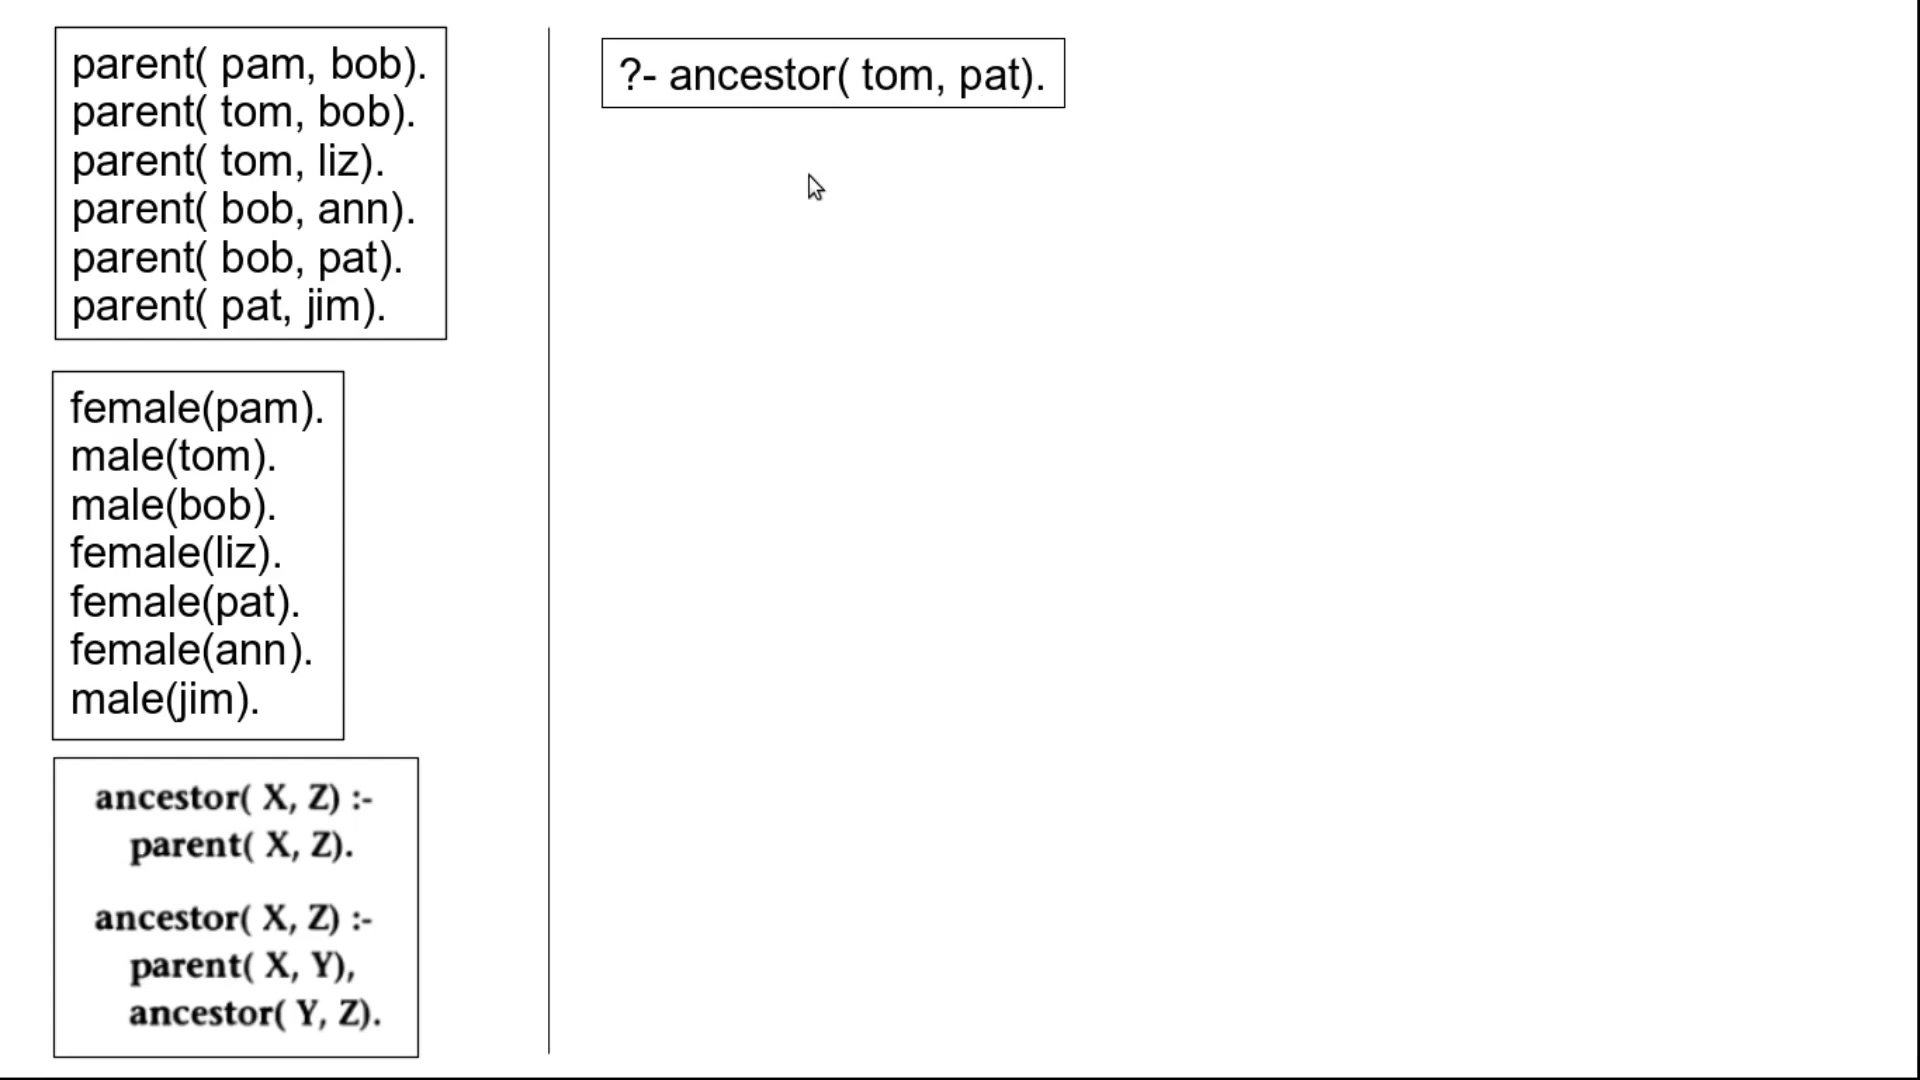 parent( pam, bob).
parent( tom, bob).
parent( tom, liz).
parent( bob, ann).
parent( bob, pat).
parent( pat, jim).
female(pam).
male(tom).
male(bob).
female(liz).
female(pat).
female(ann).
male(jim).
ancestor( X, Z) :-
parent( X, Z).
ancestor( X, Z) :-
parent( X, Y),
ancestor( Y, Z).
?- ancestor( tom, pat).